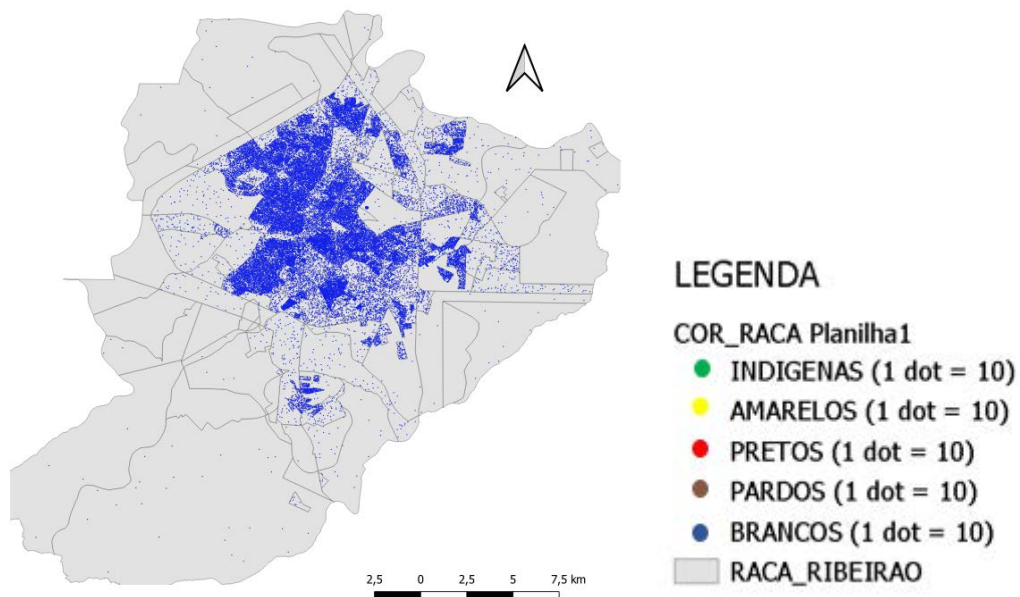 LEGENDA
COR_RACA Planilha1
INDIGENAS (1 dot = 10)
AMARELOS (1 dot = 10)
PRETOS (1 dot = 10)
PARDOS (1 dot = 10)
BRANCOS (1 dot = 10)
RACA_RIBEIRAO
2,5 0 2,5 5 7,5 km